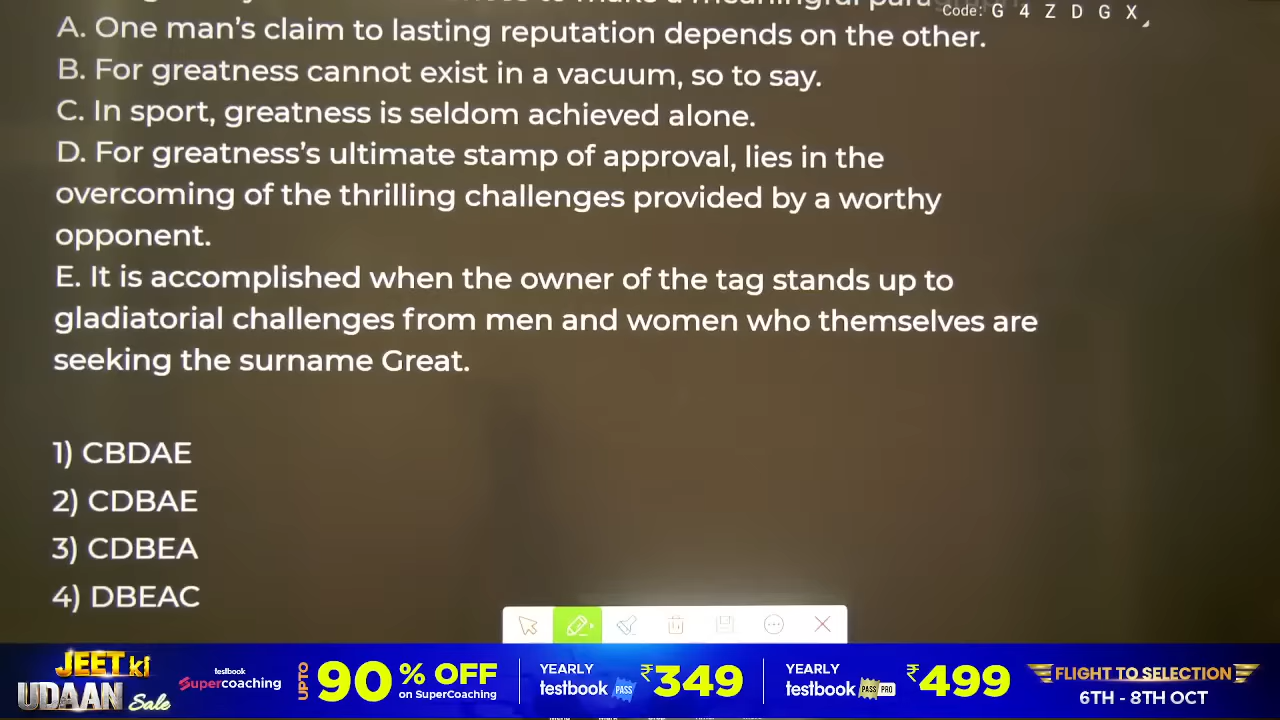 Code: G 4 Z D G X
A. One man's claim to lasting reputation depends on the other.
B. For greatness cannot exist in a vacuum, so to say.
C. In sport, greatness is seldom achieved alone.
D. For greatness's ultimate stamp of approval, lies in the
overcoming of the thrilling challenges provided by a worthy
opponent.
E. It is accomplished when the owner of the tag stands up to
gladiatorial challenges from men and women who themselves are
seeking the surname Great.
1) CBDAE
2) CDBAE
3) CDBEA
4) DBEAC
JEET ki
UDAAN Sale
testbook
Supercoaching
UPTO 90% OFF
on SuperCoaching
YEARLY
testbook PASS
₹349
YEARLY
testbook PASS PRO
₹499
FLIGHT TO SELECTION
6TH - 8TH OCT